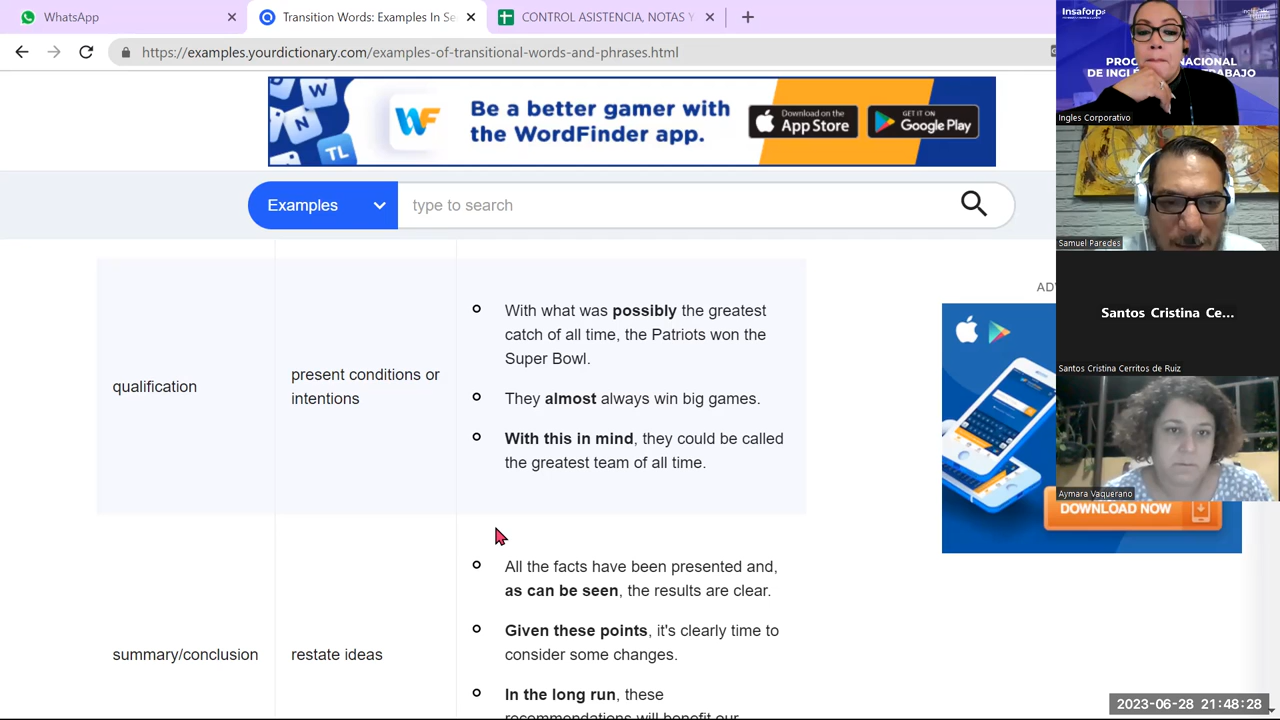 WhatsApp
Transition Words: Examples In Se
CONTROL ASISTENCIA, NOTAS Y
https://examples.yourdictionary.com/examples-of-transitional-words-and-phrases.html
W
N
TL
WF
Be a better gamer with
the WordFinder app.
Download on the
App Store
GET IT ON
Google Play
Examples
type to search
qualification
present conditions or
intentions
With what was possibly the greatest
catch of all time, the Patriots won the
Super Bowl.
They almost always win big games.
With this in mind, they could be called
the greatest team of all time.
summary/conclusion
restate ideas
All the facts have been presented and,
as can be seen, the results are clear.
Given these points, it's clearly time to
consider some changes.
In the long run, these
recommendations will benefit our
AD
DOWNLOAD NOW
Insaforp
Ingles Corporativo
Samuel Paredes
Santos Cristina Ce...
Santos Cristina Cerritos de Ruiz
Aymara Vaquerano
2023-06-28 21:48:28